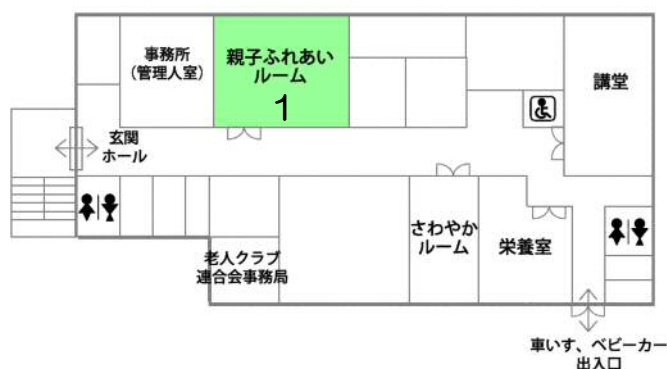 事務所
（管理人室）
親子ふれあい
ルーム
1
講堂
玄関
ホール
さわやか
ルーム
栄養室
老人クラブ
連合会事務局
車いす、ベビーカー
出入口